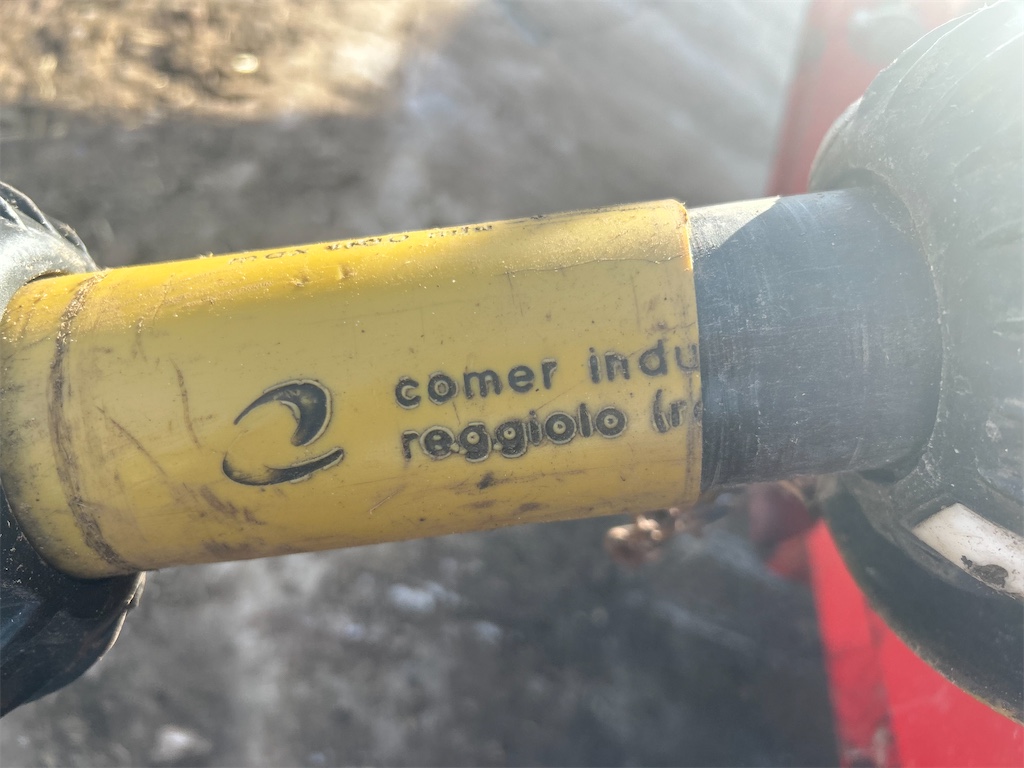 comer indu
reggiolo (re